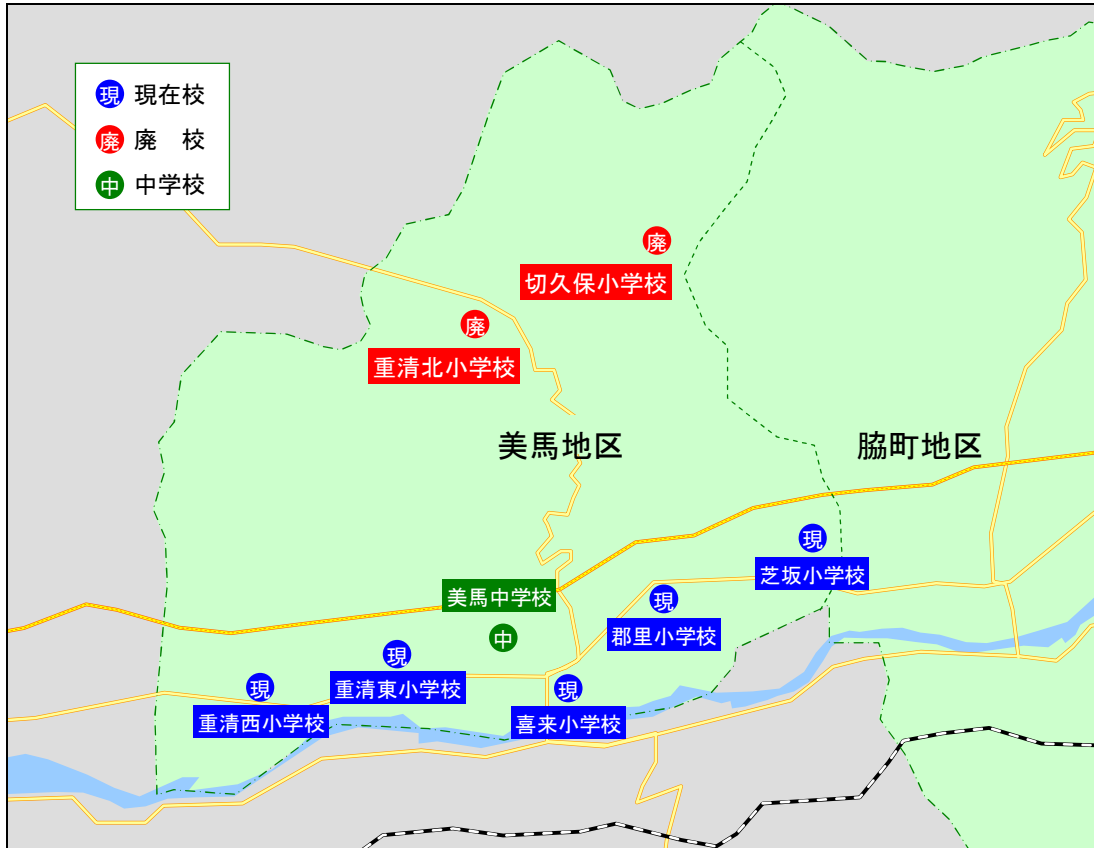 現 現在校
廃 廃　校
中 中学校
廃
切久保小学校
廃
重清北小学校
美馬地区
脇町地区
現
芝坂小学校
美馬中学校
中
現
郡里小学校
現
重清東小学校
現
重清西小学校
現
喜来小学校